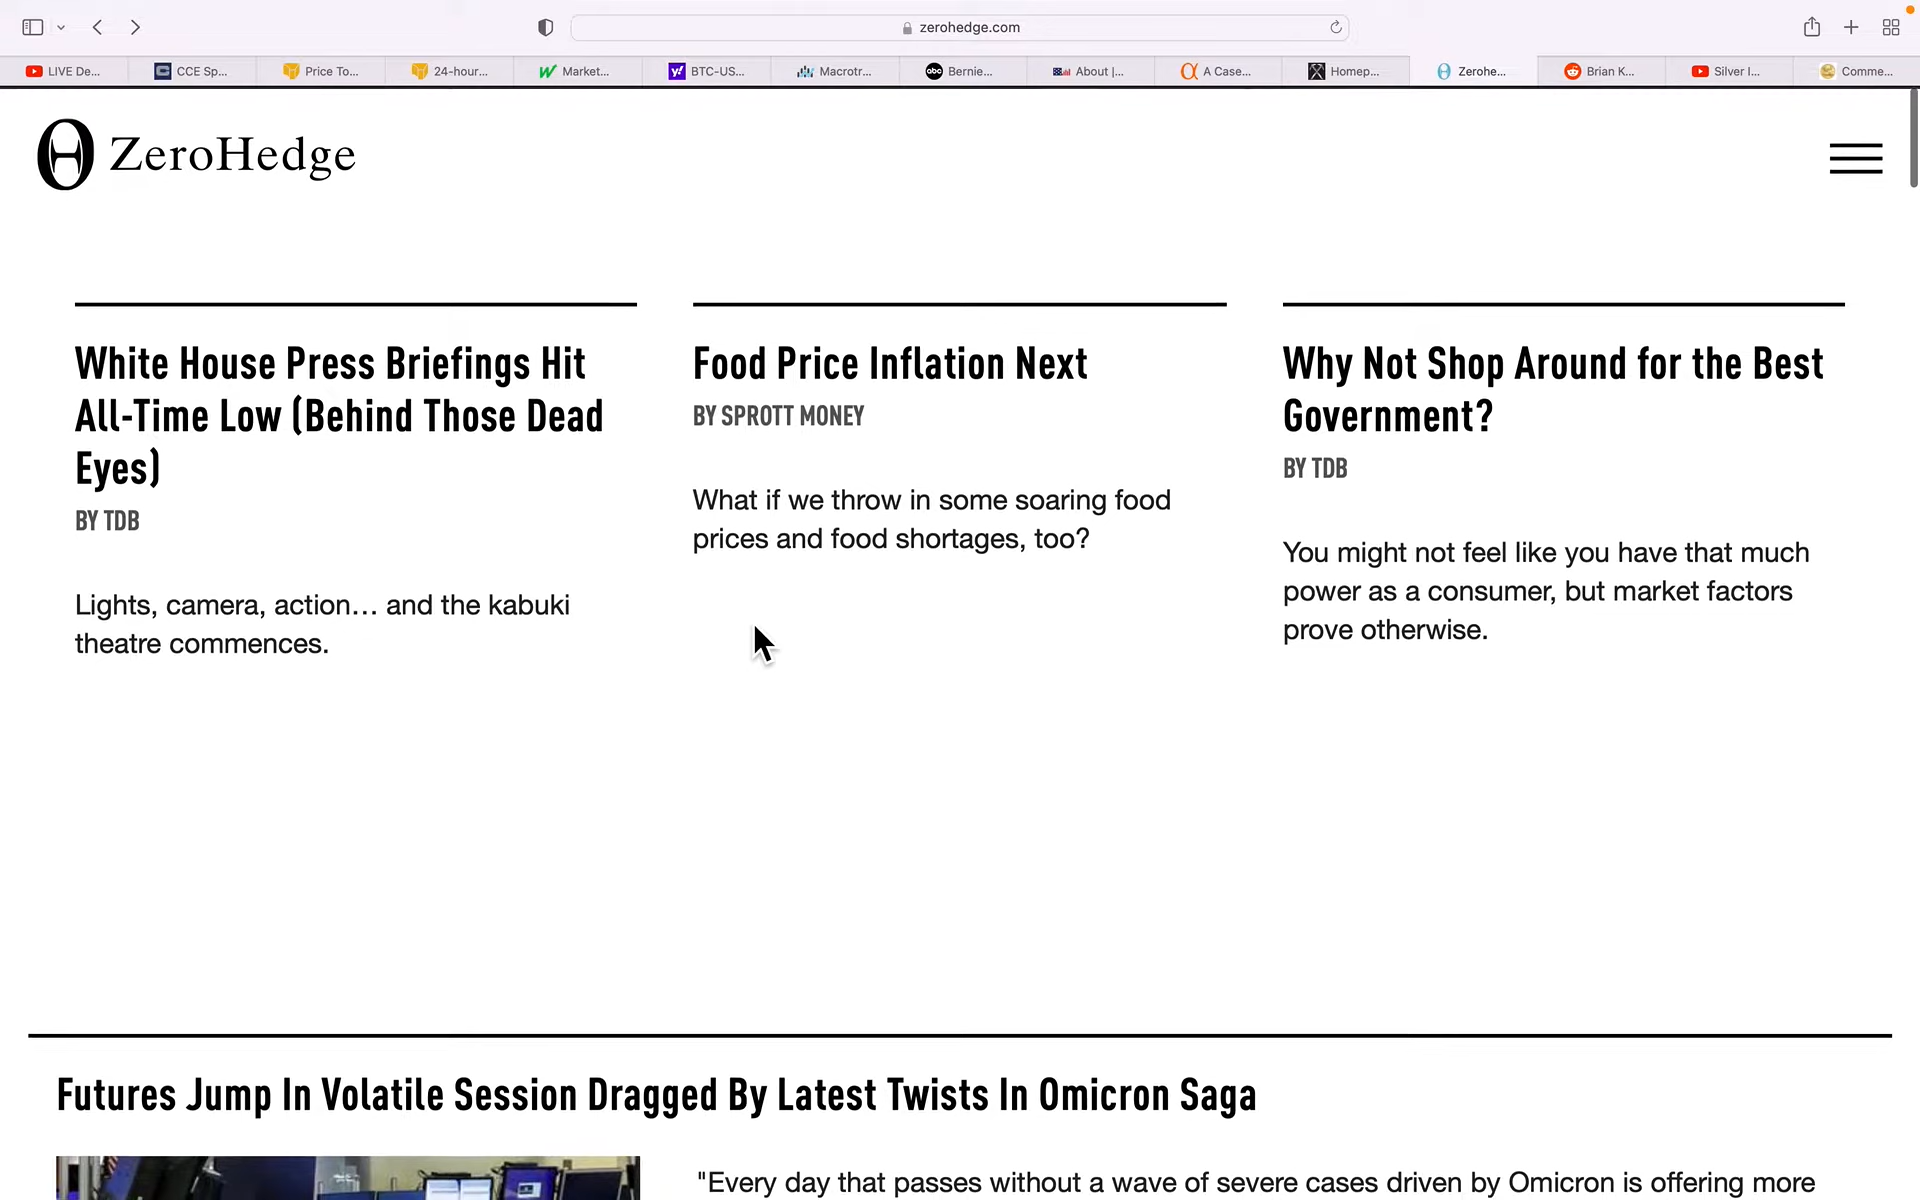 zerohedge.com
LIVE De...
CCE Sp...
Price To...
24-hour...
Market...
BTC-US...
Macrotr...
Bernie...
About |...
A Case...
Homep...
Zerohe...
Brian K...
Silver I...
Comme...
ZeroHedge
White House Press Briefings Hit
All-Time Low (Behind Those Dead
Eyes)
BY TDB
Lights, camera, action... and the kabuki
theatre commences.
Food Price Inflation Next
BY SPROTT MONEY
What if we throw in some soaring food
prices and food shortages, too?
Why Not Shop Around for the Best
Government?
BY TDB
You might not feel like you have that much
power as a consumer, but market factors
prove otherwise.
Futures Jump In Volatile Session Dragged By Latest Twists In Omicron Saga
"Every day that passes without a wave of severe cases driven by Omicron is offering more